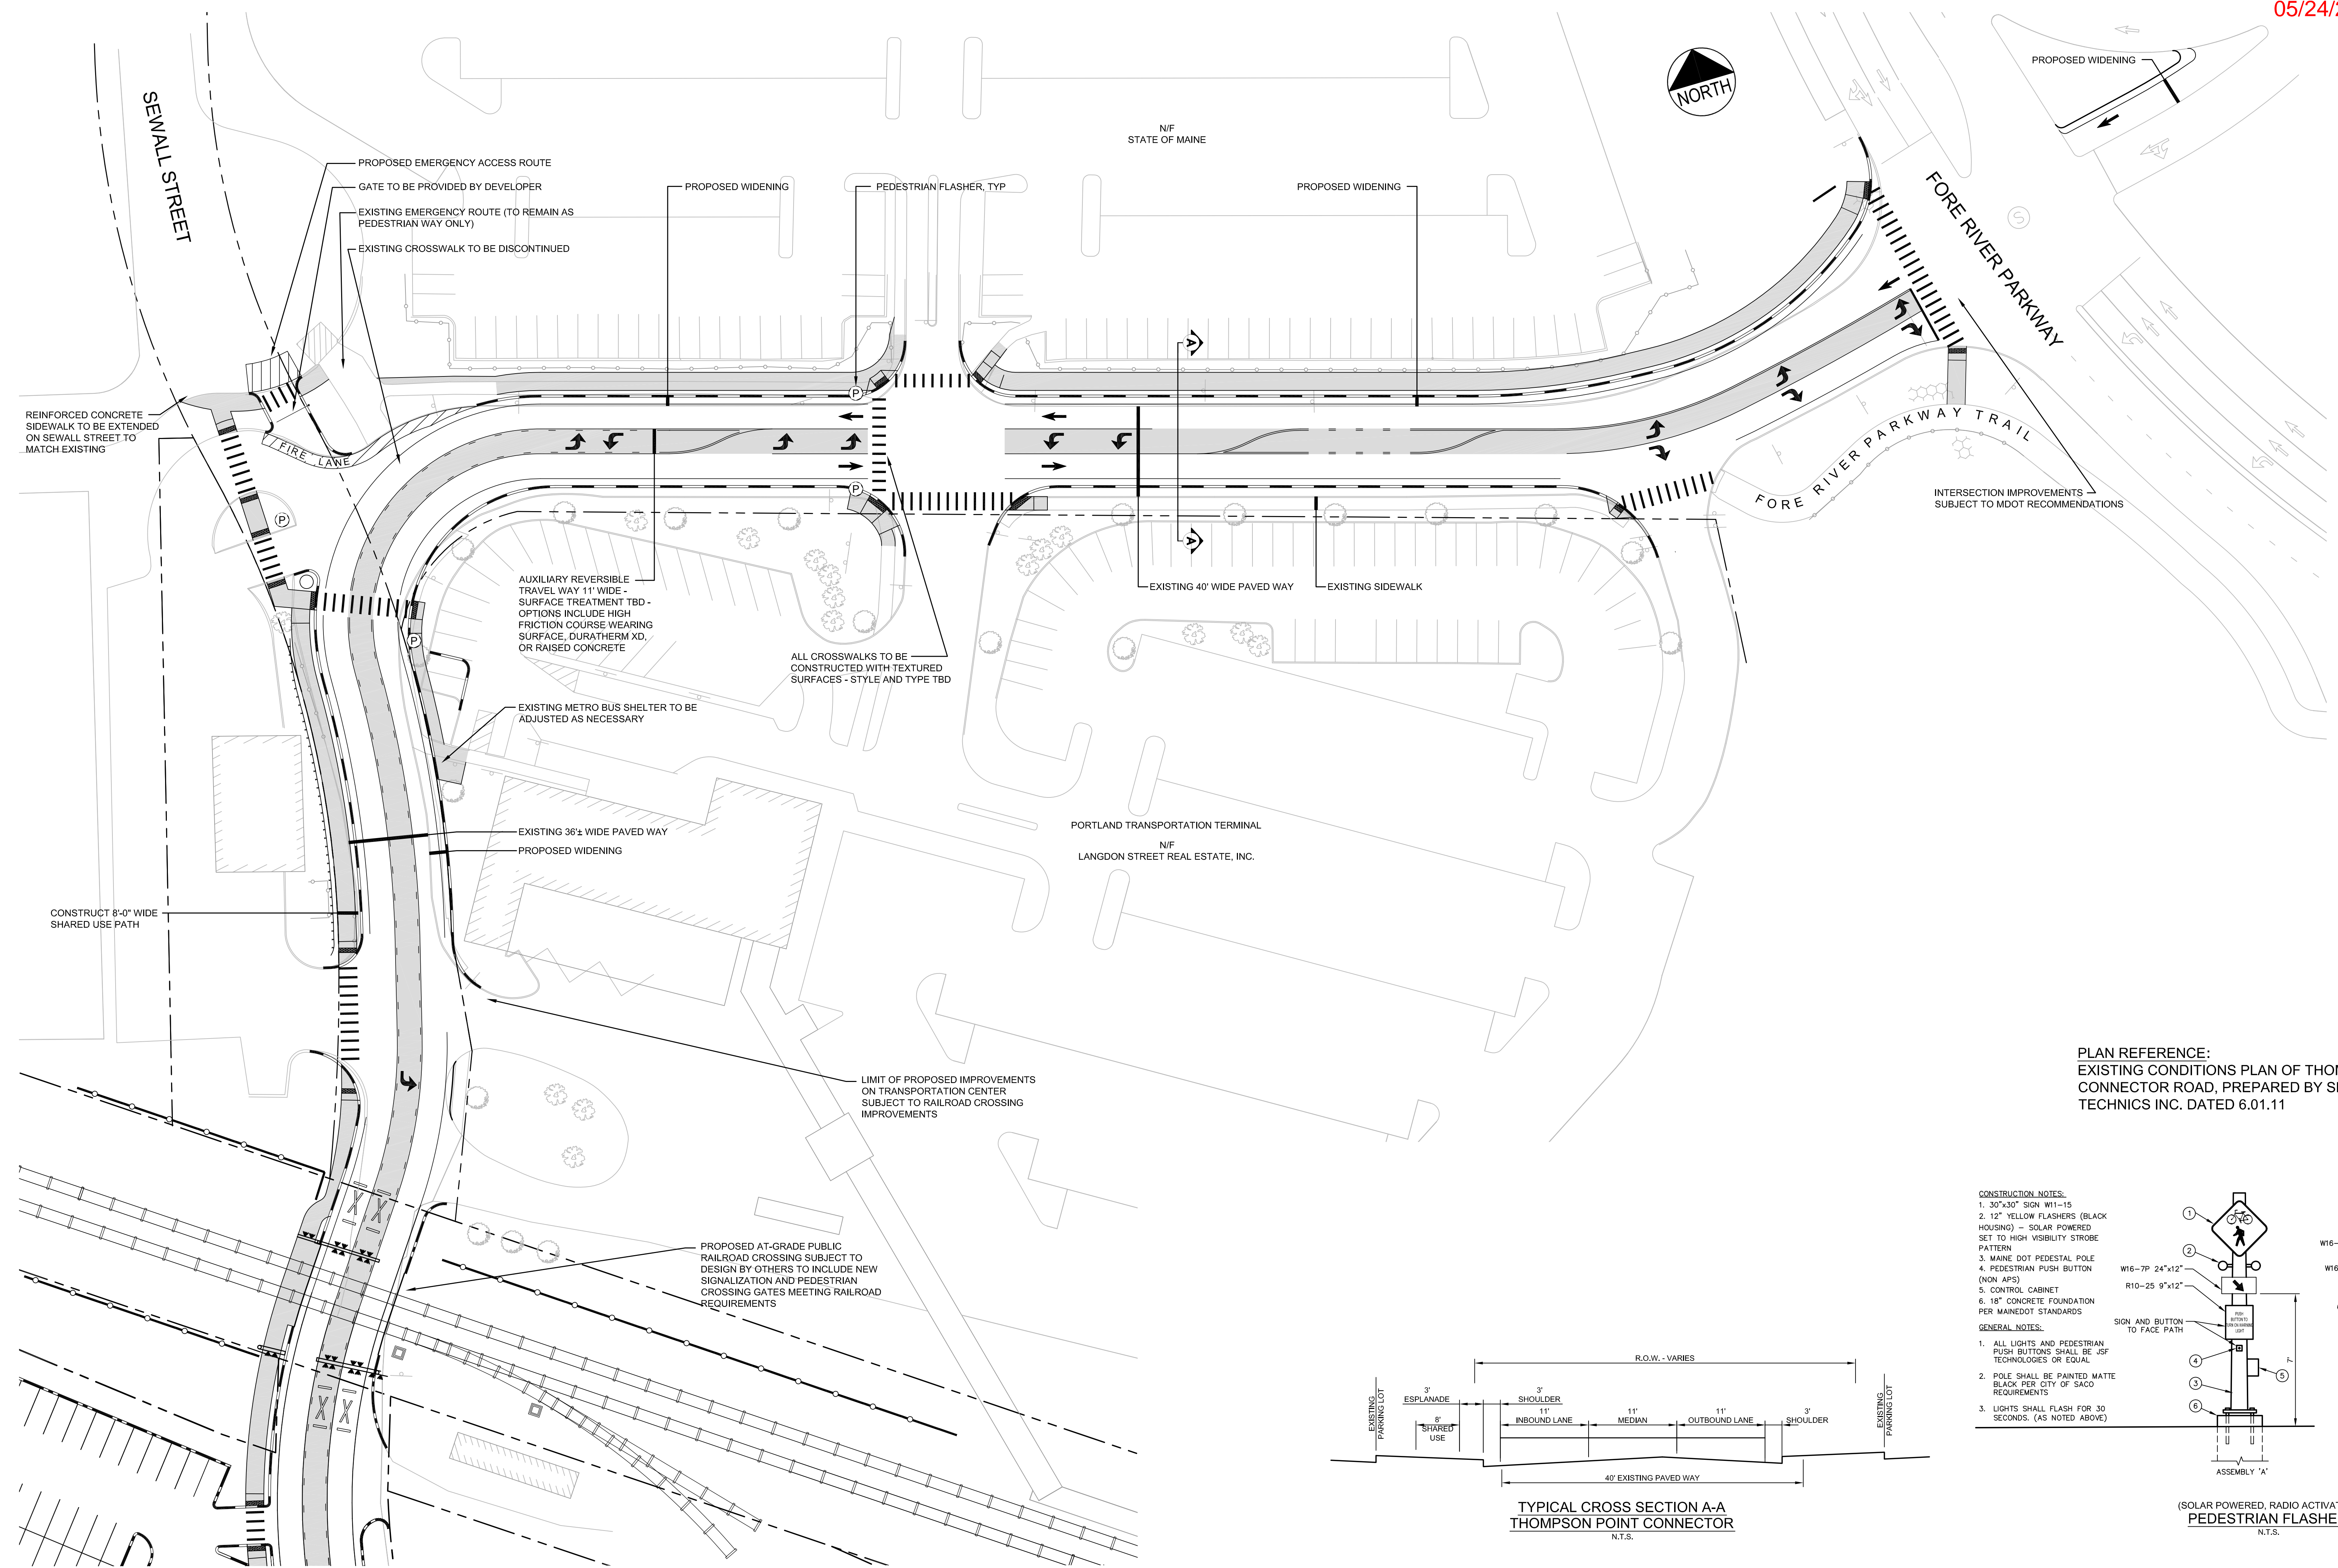 05/24/2
PROPOSED WIDENING
NORTH
SEWALL STREET
N/F
STATE OF MAINE
PROPOSED EMERGENCY ACCESS ROUTE
GATE TO BE PROVIDED BY DEVELOPER
EXISTING EMERGENCY ROUTE (TO REMAIN AS
PEDESTRIAN WAY ONLY)
EXISTING CROSSWALK TO BE DISCONTINUED
PROPOSED WIDENING
PEDESTRIAN FLASHER, TYP
PROPOSED WIDENING
FORE RIVER PARKWAY
S
A
P
REINFORCED CONCRETE
SIDEWALK TO BE EXTENDED
ON SEWALL STREET TO
MATCH EXISTING
FIRE LANE
FORE RIVER PARKWAY TRAIL
P
P
A
INTERSECTION IMPROVEMENTS
SUBJECT TO MDOT RECOMMENDATIONS
AUXILIARY REVERSIBLE
TRAVEL WAY 11' WIDE -
SURFACE TREATMENT TBD -
OPTIONS INCLUDE HIGH
FRICTION COURSE WEARING
SURFACE, DURATHERM XD,
OR RAISED CONCRETE
EXISTING 40' WIDE PAVED WAY
EXISTING SIDEWALK
P
ALL CROSSWALKS TO BE
CONSTRUCTED WITH TEXTURED
SURFACES - STYLE AND TYPE TBD
EXISTING METRO BUS SHELTER TO BE
ADJUSTED AS NECESSARY
EXISTING 36'± WIDE PAVED WAY
PROPOSED WIDENING
PORTLAND TRANSPORTATION TERMINAL
N/F
LANGDON STREET REAL ESTATE, INC.
CONSTRUCT 8'-0" WIDE
SHARED USE PATH
LIMIT OF PROPOSED IMPROVEMENTS
ON TRANSPORTATION CENTER
SUBJECT TO RAILROAD CROSSING
IMPROVEMENTS
PROPOSED AT-GRADE PUBLIC
RAILROAD CROSSING SUBJECT TO
DESIGN BY OTHERS TO INCLUDE NEW
SIGNALIZATION AND PEDESTRIAN
CROSSING GATES MEETING RAILROAD
REQUIREMENTS
PLAN REFERENCE:
EXISTING CONDITIONS PLAN OF THO
CONNECTOR ROAD, PREPARED BY S
TECHNICS INC. DATED 6.01.11
CONSTRUCTION NOTES:
1. 30"x30" SIGN W11-15
2. 12" YELLOW FLASHERS (BLACK
HOUSING) – SOLAR POWERED
SET TO HIGH VISIBILITY STROBE
PATTERN
3. MAINE DOT PEDESTAL POLE
4. PEDESTRIAN PUSH BUTTON
(NON APS)
5. CONTROL CABINET
6. 18" CONCRETE FOUNDATION
PER MAINEDOT STANDARDS
GENERAL NOTES:
1. ALL LIGHTS AND PEDESTRIAN
PUSH BUTTONS SHALL BE JSF
TECHNOLOGIES OR EQUAL
2. POLE SHALL BE PAINTED MATTE
BLACK PER CITY OF SACO
REQUIREMENTS
3. LIGHTS SHALL FLASH FOR 30
SECONDS. (AS NOTED ABOVE)
1
2
W16-7P 24"x12"
R10-25 9"x12"
PUSH
BUTTON TO
TURN ON WARNING
LIGHT
SIGN AND BUTTON
TO FACE PATH
4
3
5
6
7'
W16-
W16
ASSEMBLY 'A'
(SOLAR POWERED, RADIO ACTIVA
PEDESTRIAN FLASHE
N.T.S.
R.O.W. - VARIES
EXISTING
PARKING LOT
3'
ESPLANADE
8'
SHARED
USE
3'
SHOULDER
11'
INBOUND LANE
11'
MEDIAN
11'
OUTBOUND LANE
3'
SHOULDER
EXISTING
PARKING LOT
40' EXISTING PAVED WAY
TYPICAL CROSS SECTION A-A
THOMPSON POINT CONNECTOR
N.T.S.